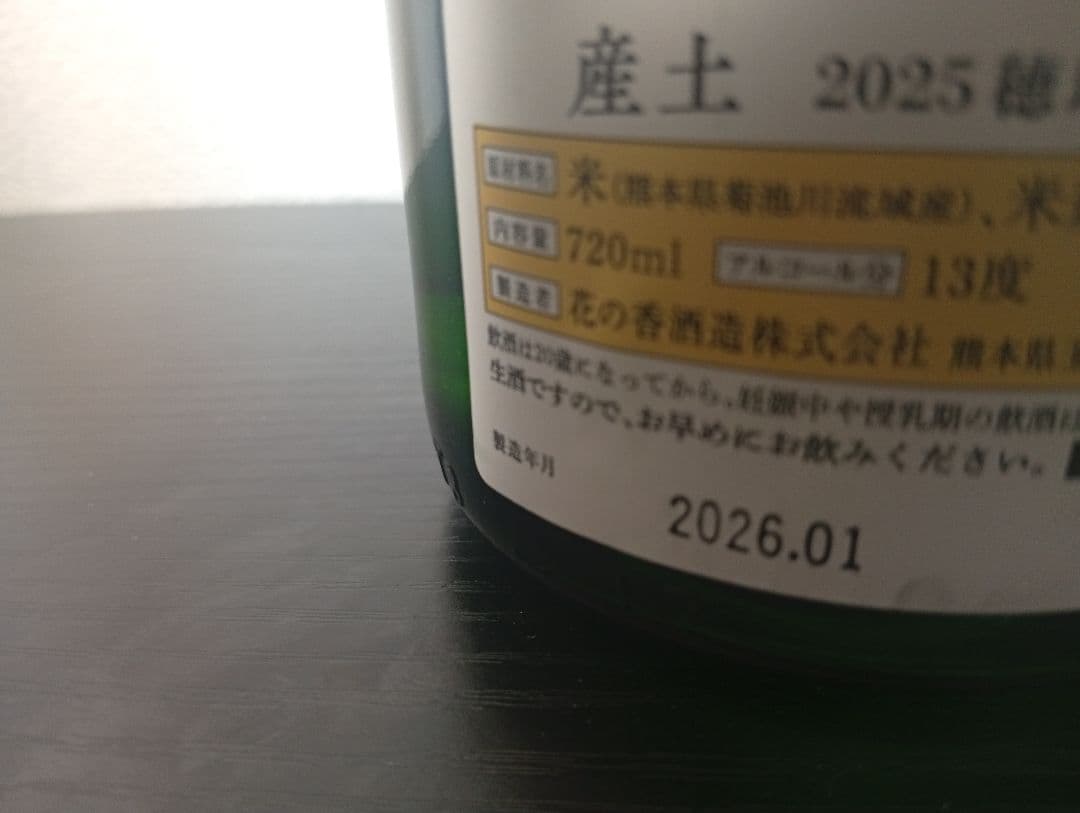 産土 2025 穂
原材料名 米(熊本県菊池川流域産)、米
内容量 720ml アルコール分 13度
製造者 花の香酒造株式会社 熊本県
飲酒は20歳になってから、妊娠中や授乳期の飲酒は
生酒ですので、お早めにお飲みください。
製造年月
2026.01